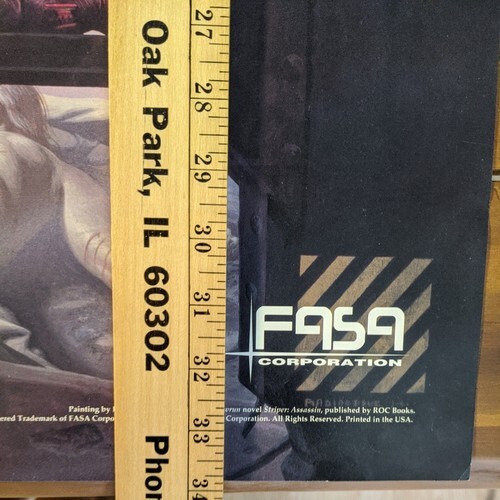 27
28
29
30
31
32
33
34
Oak Park, IL 60302
Phon
FASA
CORPORATION
Painting by
erun novel Striper: Assassin, published by ROC Books.
ered Trademark of FASA Corpo
Corporation. All Rights Reserved. Printed in the USA.